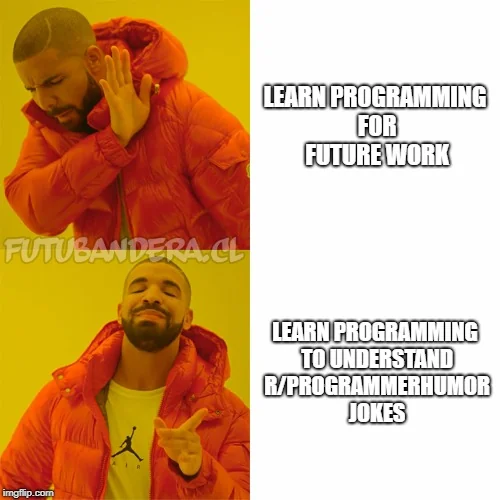 LEARN PROGRAMMING
FOR
FUTURE WORK
FUTUBANDERA.CL
LEARN PROGRAMMING
TO UNDERSTAND
R/PROGRAMMERHUMOR
JOKES
AIR
imgflip.com